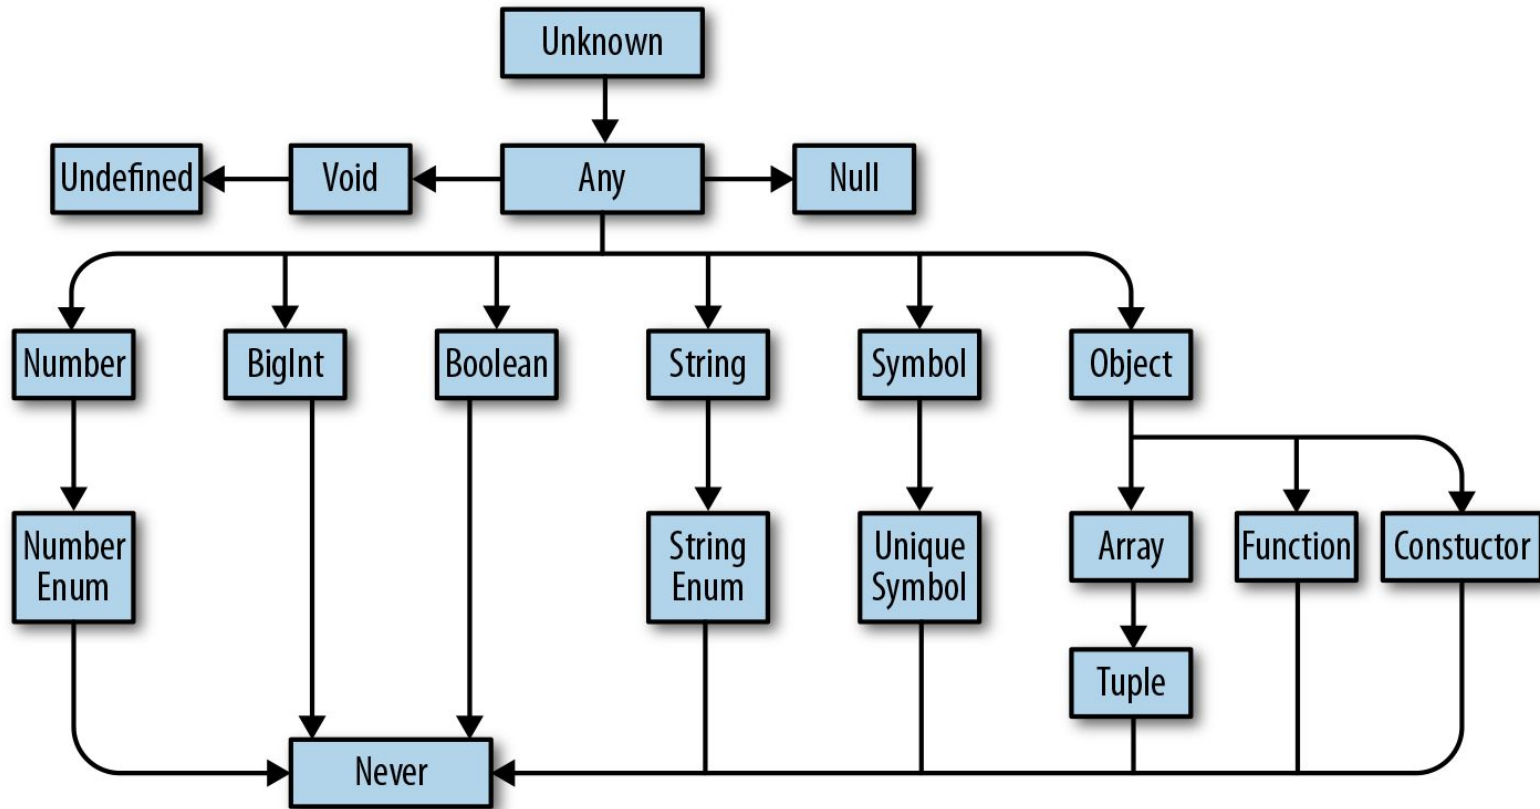 Unknown
Undefined
Void
Any
Null
Number
BigInt
Boolean
String
Symbol
Object
Number
Enum
String
Enum
Unique
Symbol
Array
Function
Constuctor
Tuple
Never